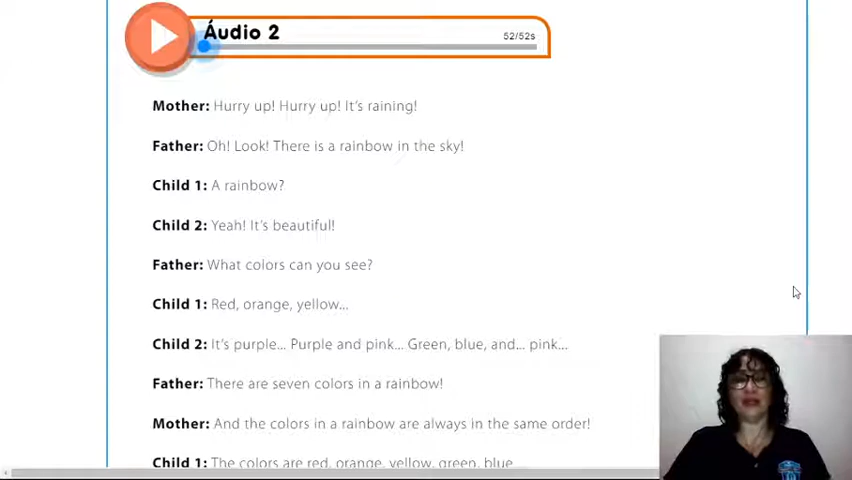 Áudio 2
52/52s
Mother: Hurry up! Hurry up! It's raining!
Father: Oh! Look! There is a rainbow in the sky!
Child 1: A rainbow?
Child 2: Yeah! It's beautiful!
Father: What colors can you see?
Child 1: Red, orange, yellow...
Child 2: It's purple... Purple and pink... Green, blue, and... pink...
Father: There are seven colors in a rainbow!
Mother: And the colors in a rainbow are always in the same order!
Child 1: The colors are red, orange, yellow, green, blue